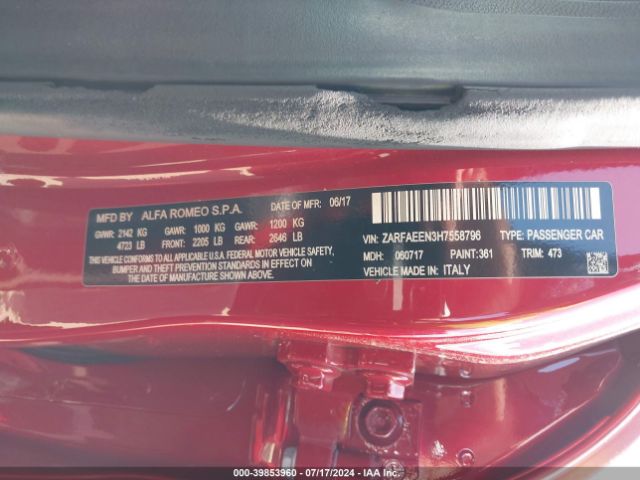 MFD BY ALFA ROMEO S.P.A. DATE OF MFR: 06/17
GVWR: 2142 KG GAWR: 1000 KG GAWR: 1200 KG
4723 LB FRONT: 2205 LB REAR: 2646 LB
THIS VEHICLE CONFORMS TO ALL APPLICABLE U.S.A. FEDERAL MOTOR VEHICLE SAFETY,
BUMPER AND THEFT PREVENTION STANDARDS IN EFFECT ON
THE DATE OF MANUFACTURE SHOWN ABOVE.
VIN: ZARFAEEN3H7558796 TYPE: PASSENGER CAR
MDH: 060717 PAINT:361 TRIM: 473
VEHICLE MADE IN: ITALY
000-39853960 - 07/17/2024 - IAA Inc.